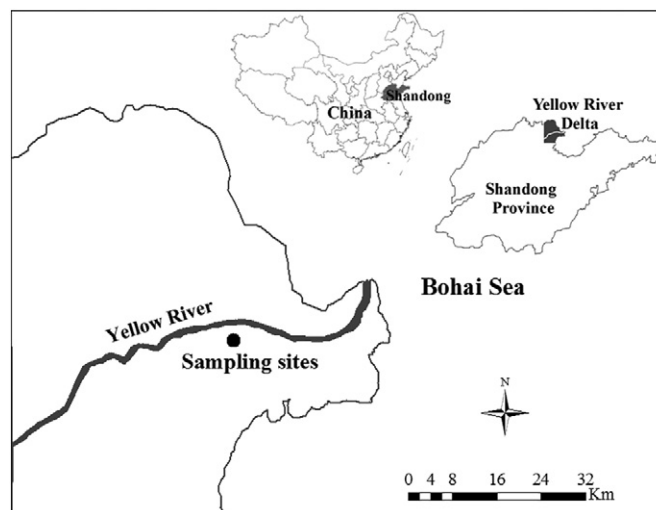 Shandong
China
Yellow River
Delta
Shandong
Province
Bohai Sea
Yellow River
Sampling sites
N
0 4 8 16 24 32
Km